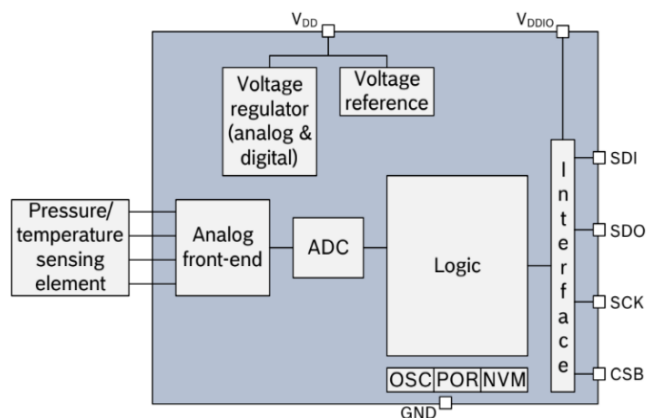 VDD
VDDIO
Voltage
regulator
(analog &
digital)
Voltage
reference
Pressure/
temperature
sensing
element
Analog
front-end
ADC
Logic
Interface
SDI
SDO
SCK
CSB
OSC POR NVM
GND